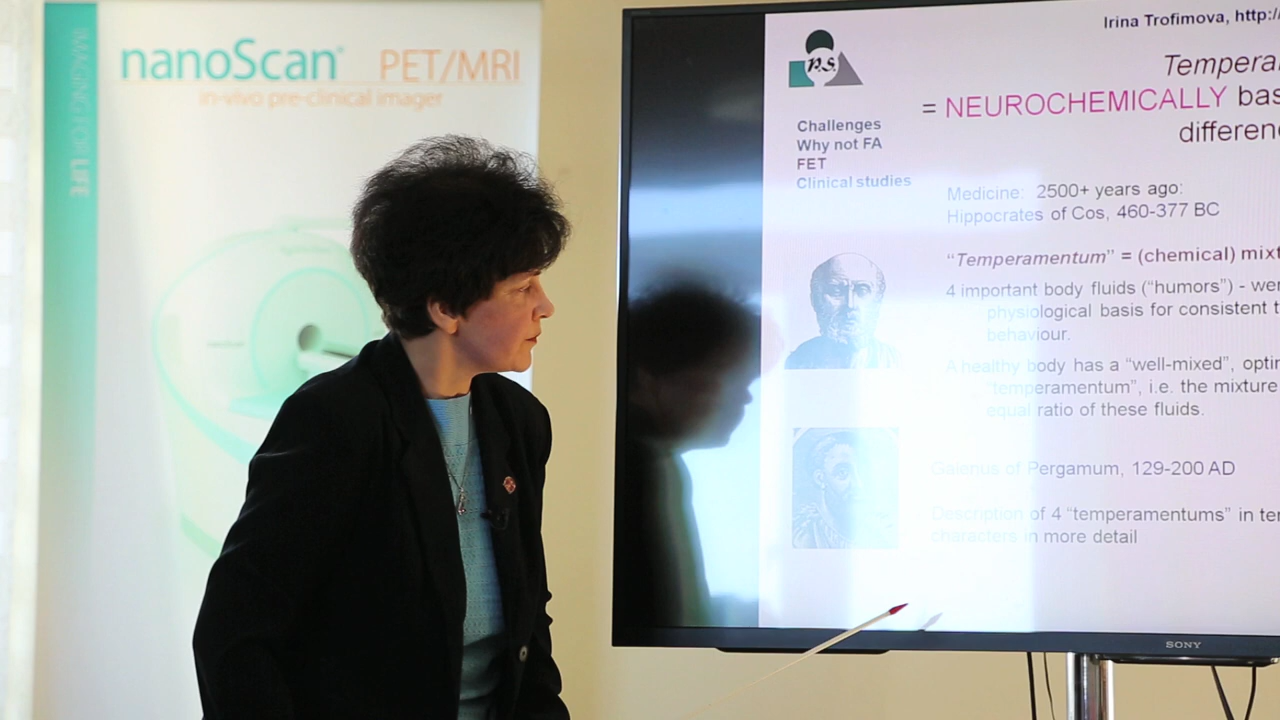 IMAGING FOR LIFE
nanoScan® PET/MRI
in-vivo pre-clinical imager
Irina Trofimova, http:/
P.S.
Tempera
= NEUROCHEMICALLY bas
differen
Challenges
Why not FA
FET
Clinical studies
Medicine: 2500+ years ago:
Hippocrates of Cos, 460-377 BC
“Temperamentum” = (chemical) mixt
4 important body fluids (“humors”) - wer
physiological basis for consistent t
behaviour.
A healthy body has a “well-mixed”, opti
“temperamentum”, i.e. the mixture
equal ratio of these fluids.
Galenus of Pergamum, 129-200 AD
Description of 4 “temperamentums” in te
characters in more detail
SONY